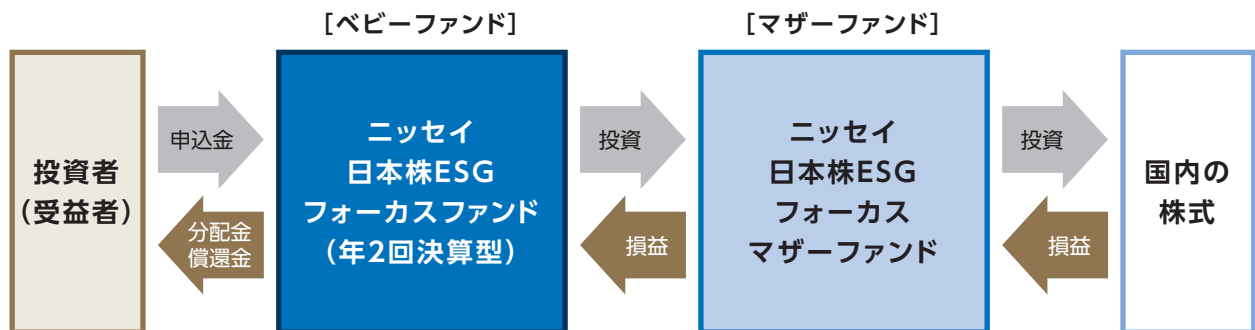 [ベビーファンド]
[マザーファンド]
投資者
(受益者)
申込金
分配金
償還金
ニッセイ
日本株ESG
フォーカスファンド
(年2回決算型)
投資
損益
ニッセイ
日本株ESG
フォーカス
マザーファンド
投資
損益
国内の
株式